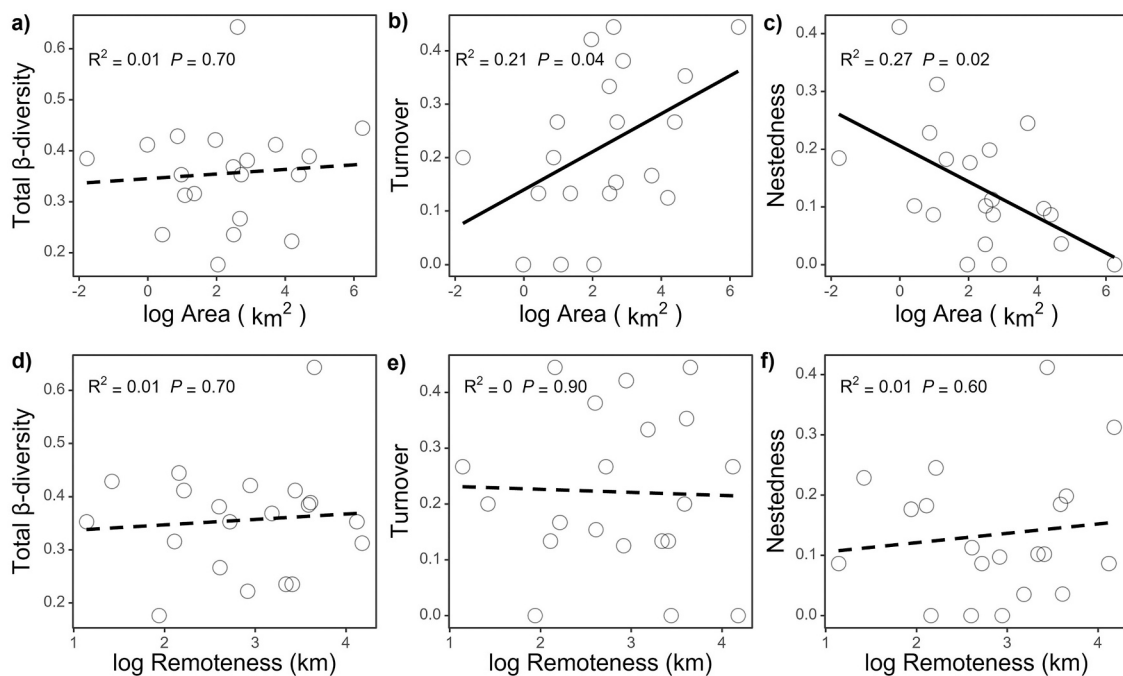 a)
R² = 0.01 P = 0.70
Total β-diversity
0.6
0.5
0.4
0.3
0.2
-2 0 2 4 6
log Area ( km² )
b)
R² = 0.21 P = 0.04
Turnover
0.4
0.3
0.2
0.1
0.0
-2 0 2 4 6
log Area ( km² )
c)
R² = 0.27 P = 0.02
Nestedness
0.4
0.3
0.2
0.1
0.0
-2 0 2 4 6
log Area ( km² )
d)
R² = 0.01 P = 0.70
Total β-diversity
0.6
0.5
0.4
0.3
0.2
1 2 3 4
log Remoteness (km)
e)
R² = 0 P = 0.90
Turnover
0.4
0.3
0.2
0.1
0.0
1 2 3 4
log Remoteness (km)
f)
R² = 0.01 P = 0.60
Nestedness
0.4
0.3
0.2
0.1
0.0
1 2 3 4
log Remoteness (km)